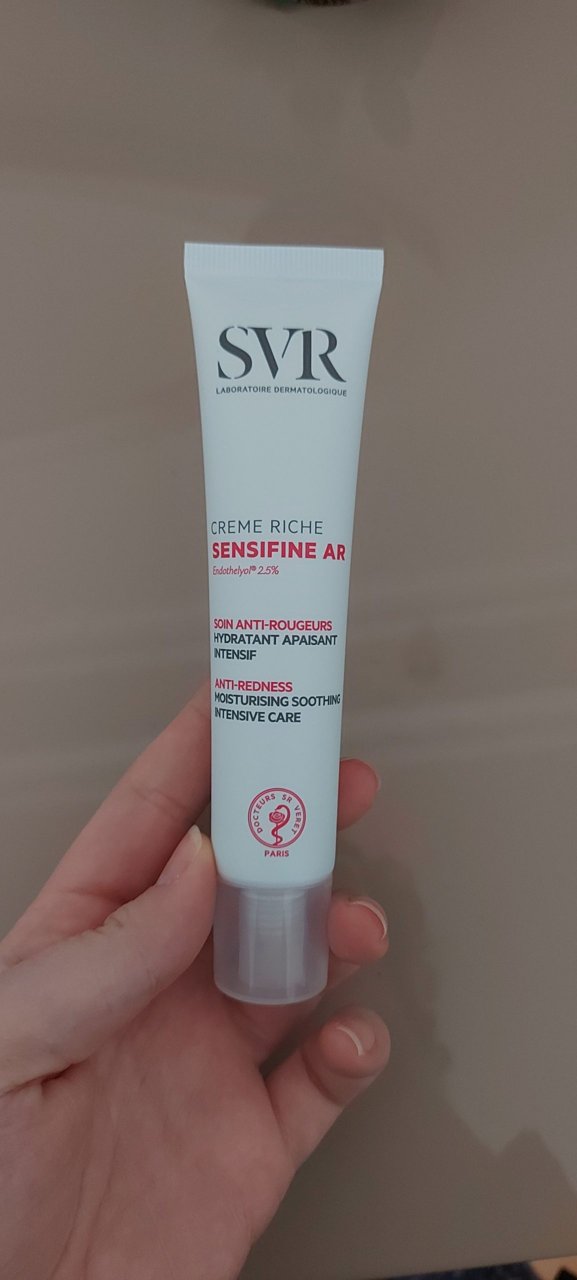 SVR
LABORATOIRE DERMATOLOGIQUE
CREME RICHE
SENSIFINE AR
Endothelyol® 2.5%
SOIN ANTI-ROUGEURS
HYDRATANT APAISANT
INTENSIF
ANTI-REDNESS
MOISTURISING SOOTHING
INTENSIVE CARE
DOCTEURS SR VERET
PARIS